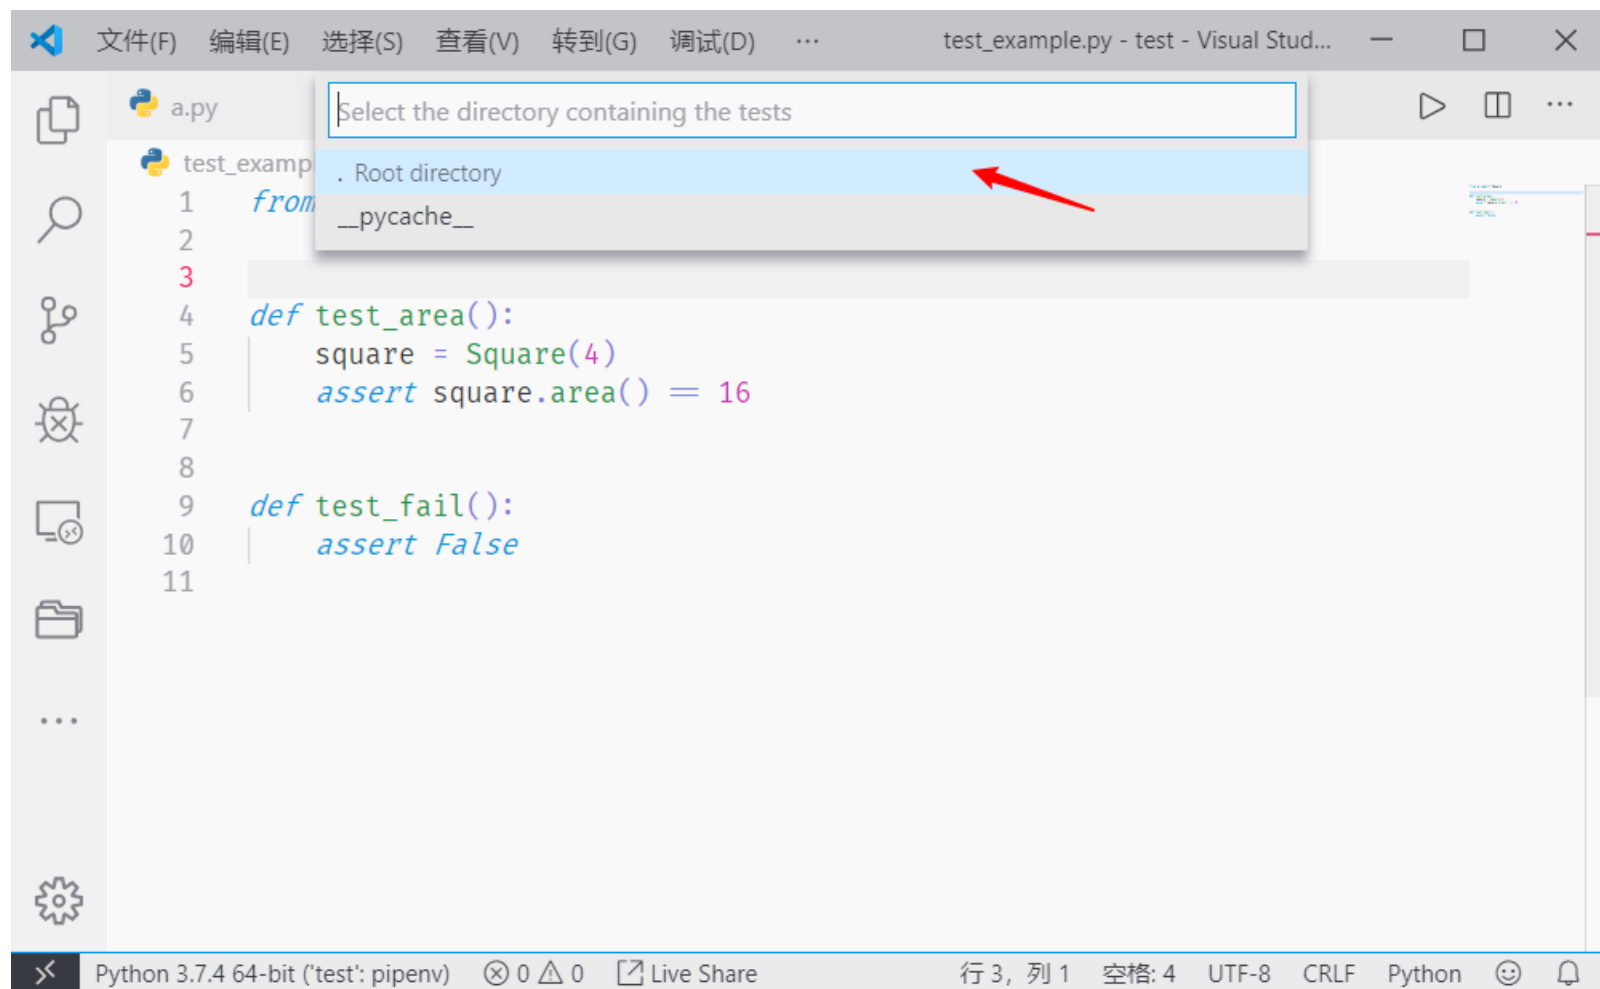 文件(F) 编辑(E) 选择(S) 查看(V) 转到(G) 调试(D) ··· test_example.py - test - Visual Stud...
a.py
Select the directory containing the tests
. Root directory
__pycache__
test_examp
1 from
2
3
4 def test_area():
5 square = Square(4)
6 assert square.area() == 16
7
8
9 def test_fail():
10 assert False
11
Python 3.7.4 64-bit ('test': pipenv) 0 0 Live Share 行 3, 列 1 空格: 4 UTF-8 CRLF Python